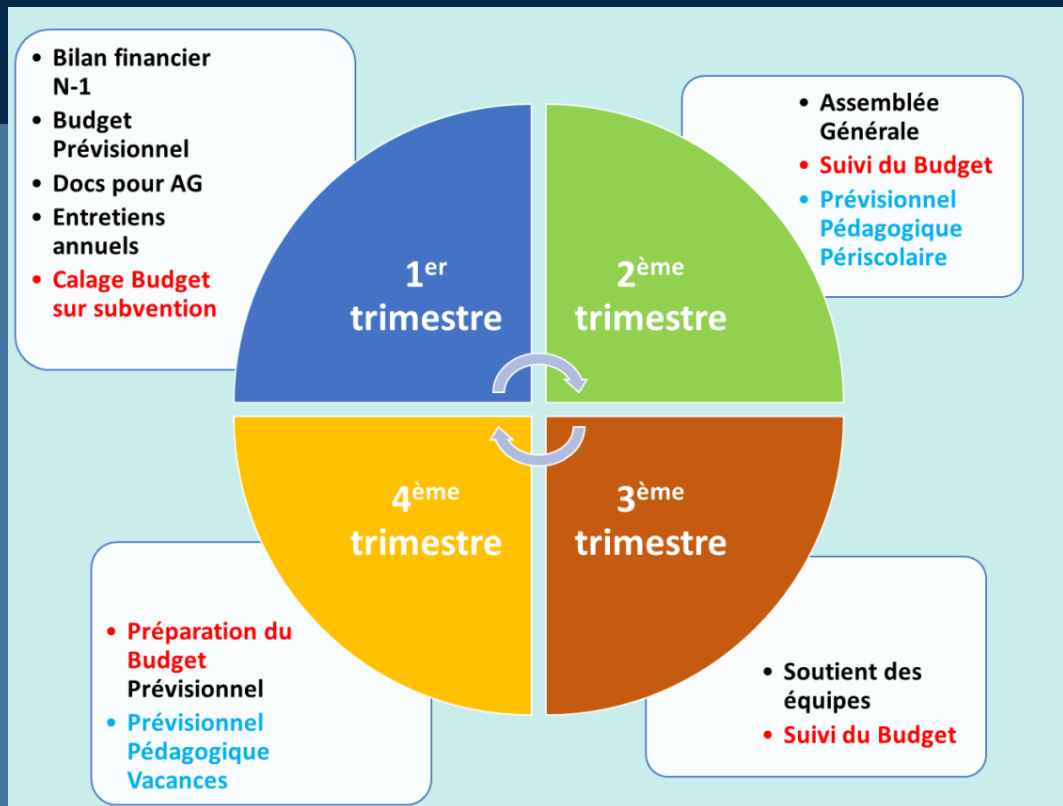 • Bilan financier
N-1
• Budget
Prévisionnel
• Docs pour AG
• Entretiens
annuels
• Calage Budget
sur subvention
• Assemblée
Générale
• Suivi du Budget
• Prévisionnel
Pédagogique
Périscolaire
1er
trimestre
2ème
trimestre
4ème
trimestre
3ème
trimestre
• Préparation du
Budget
Prévisionnel
• Prévisionnel
Pédagogique
Vacances
• Soutient des
équipes
• Suivi du Budget